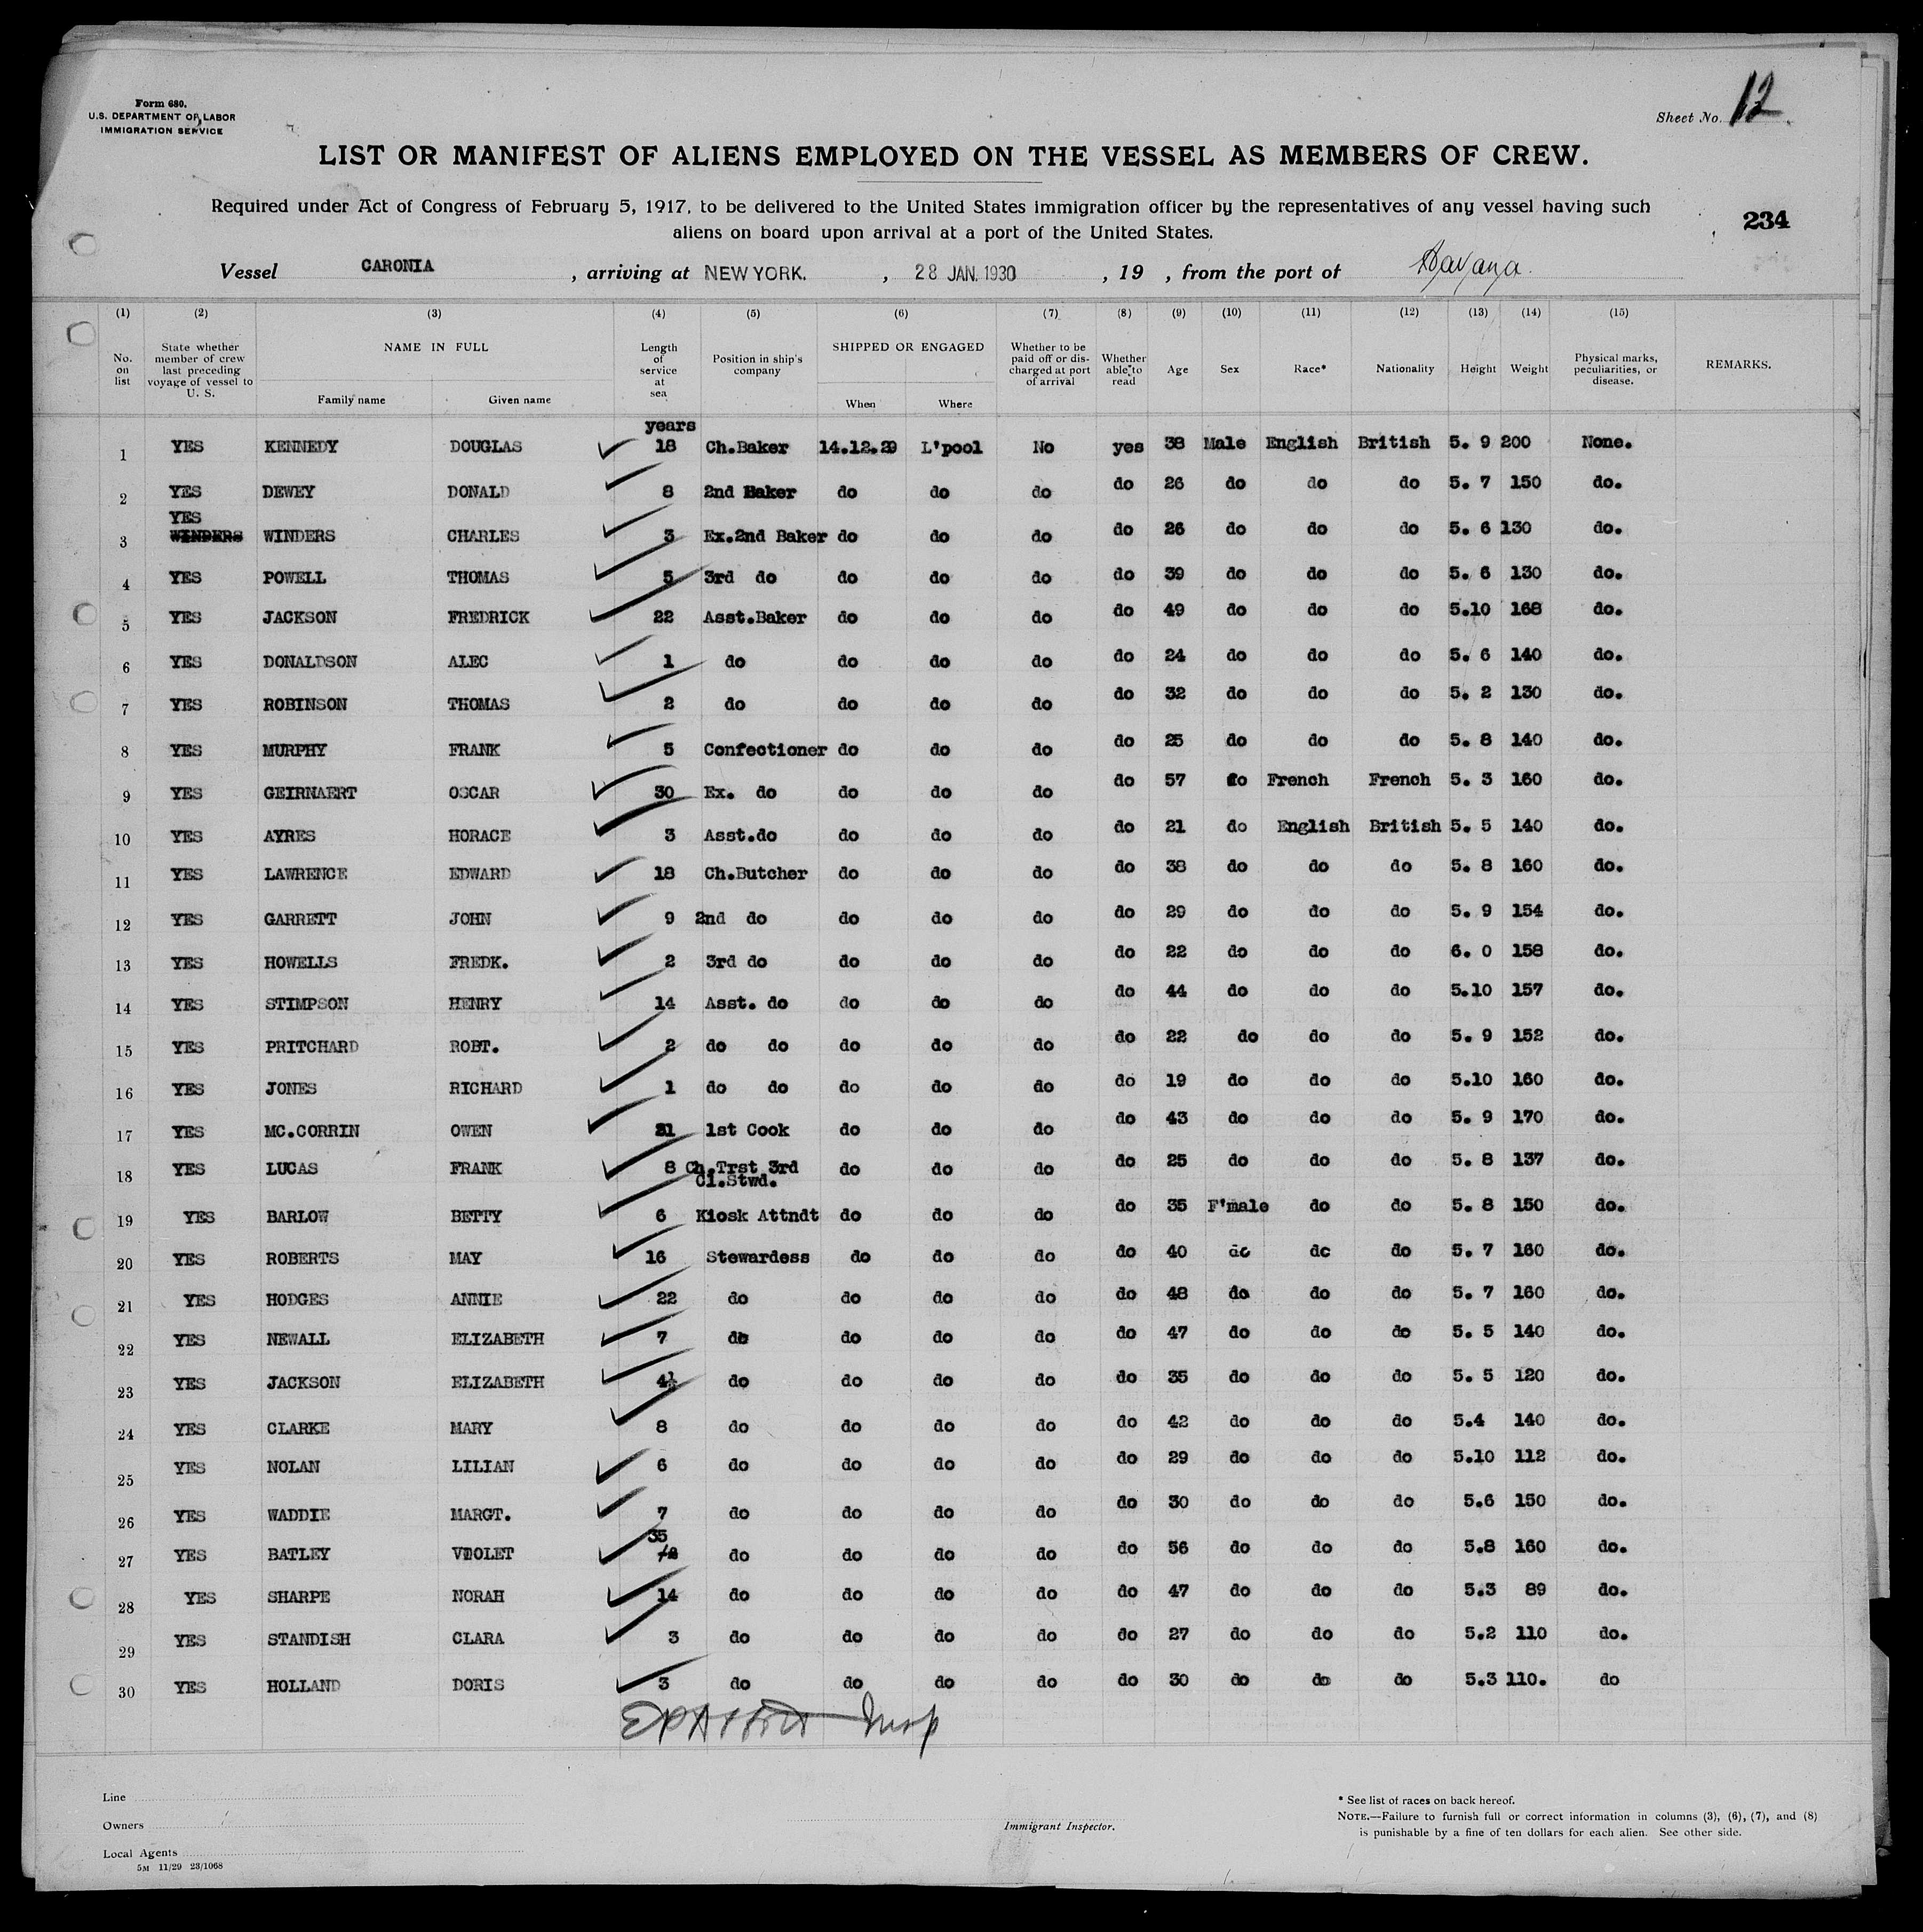 Form 680.
U.S. DEPARTMENT OF LABOR
IMMIGRATION SERVICE
Sheet No. 12
LIST OR MANIFEST OF ALIENS EMPLOYED ON THE VESSEL AS MEMBERS OF CREW.
Required under Act of Congress of February 5, 1917, to be delivered to the United States immigration officer by the representatives of any vessel having such
aliens on board upon arrival at a port of the United States.
234
Vessel CARONIA , arriving at NEW YORK. , 28 JAN. 1930 , 19 , from the port of Havana.
(1) (2) (3) (4) (5) (6) (7) (8) (9) (10) (11) (12) (13) (14) (15)
No. on list State whether member of crew last preceding voyage of vessel to U. S. NAME IN FULL Length of service at sea Position in ship's company SHIPPED OR ENGAGED Whether to be paid off or discharged at port of arrival Whether able to read Age Sex Race* Nationality Height Weight Physical marks, peculiarities, or disease. REMARKS.
Family name Given name When Where
years
1 YES KENNEDY DOUGLAS 18 Ch.Baker 14.12.29 L'pool No yes 38 Male English British 5. 9 200 None.
2 YES DEWEY DONALD 8 2nd Baker do do do do 26 do do do 5. 7 150 do.
YES
3 WINDERS WINDERS CHARLES 3 Ex.2nd Baker do do do do 26 do do do 5. 6 130 do.
4 YES POWELL THOMAS 5 3rd do do do do do 39 do do do 5. 6 130 do.
5 YES JACKSON FREDRICK 22 Asst.Baker do do do do 49 do do do 5.10 168 do.
6 YES DONALDSON ALEC 1 do do do do do 24 do do do 5. 6 140 do.
7 YES ROBINSON THOMAS 2 do do do do do 32 do do do 5. 2 130 do.
8 YES MURPHY FRANK 5 Confectioner do do do do 25 do do do 5. 8 140 do.
9 YES GEIRNAERT OSCAR 30 Ex. do do do do do 57 do French French 5. 3 160 do.
10 YES AYRES HORACE 3 Asst.do do do do do 21 do English British 5. 5 140 do.
11 YES LAWRENCE EDWARD 18 Ch.Butcher do do do do 38 do do do 5. 8 160 do.
12 YES GARRETT JOHN 9 2nd do do do do do 29 do do do 5. 9 154 do.
13 YES HOWELLS FREDK. 2 3rd do do do do do 22 do do do 6. 0 158 do.
14 YES STIMPSON HENRY 14 Asst. do do do do do 44 do do do 5.10 157 do.
15 YES PRITCHARD ROBT. 2 do do do do do do 22 do do do 5. 9 152 do.
16 YES JONES RICHARD 1 do do do do do do 19 do do do 5.10 160 do.
17 YES MC.CORRIN OWEN 21 1st Cook do do do do 43 do do do 5. 9 170 do.
18 YES LUCAS FRANK 8 Ch.Trst 3rd do do do do 25 do do do 5. 8 137 do.
Cl.Stwd.
19 YES BARLOW BETTY 6 Kiosk Attndt do do do do 35 F'male do do 5. 8 150 do.
20 YES ROBERTS MAY 16 Stewardess do do do do 40 do do do 5. 7 160 do.
21 YES HODGES ANNIE 22 do do do do do 48 do do do 5. 7 160 do.
22 YES NEWALL ELIZABETH 7 do do do do do 47 do do do 5. 5 140 do.
23 YES JACKSON ELIZABETH 4½ do do do do do 35 do do do 5. 5 120 do.
24 YES CLARKE MARY 8 do do do do do 42 do do do 5.4 140 do.
25 YES NOLAN LILIAN 6 do do do do do 29 do do do 5.10 112 do.
26 YES WADDIE MARGT. 7 do do do do do 30 do do do 5.6 150 do.
35
27 YES BATLEY VIOLET do do do do do 56 do do do 5.8 160 do.
28 YES SHARPE NORAH 14 do do do do do 47 do do do 5.3 89 do.
29 YES STANDISH CLARA 3 do do do do do 27 do do do 5.2 110 do.
30 YES HOLLAND DORIS 3 do do do do do 30 do do do 5.3 110. do
Insp
Line
Owners
Local Agents
5M 11/29 23/1068
Immigrant Inspector.
* See list of races on back hereof.
NOTE.—Failure to furnish full or correct information in columns (3), (6), (7), and (8)
is punishable by a fine of ten dollars for each alien. See other side.